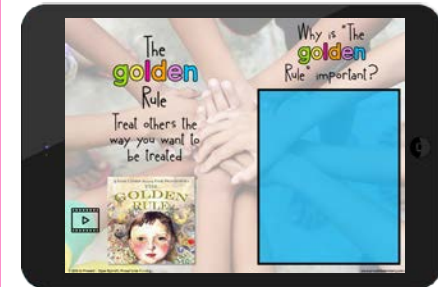 The
golden
Rule
Treat others the
way you want to
be treated
THE
GOLDEN
RULE
Why is "The
golden
Rule" important?